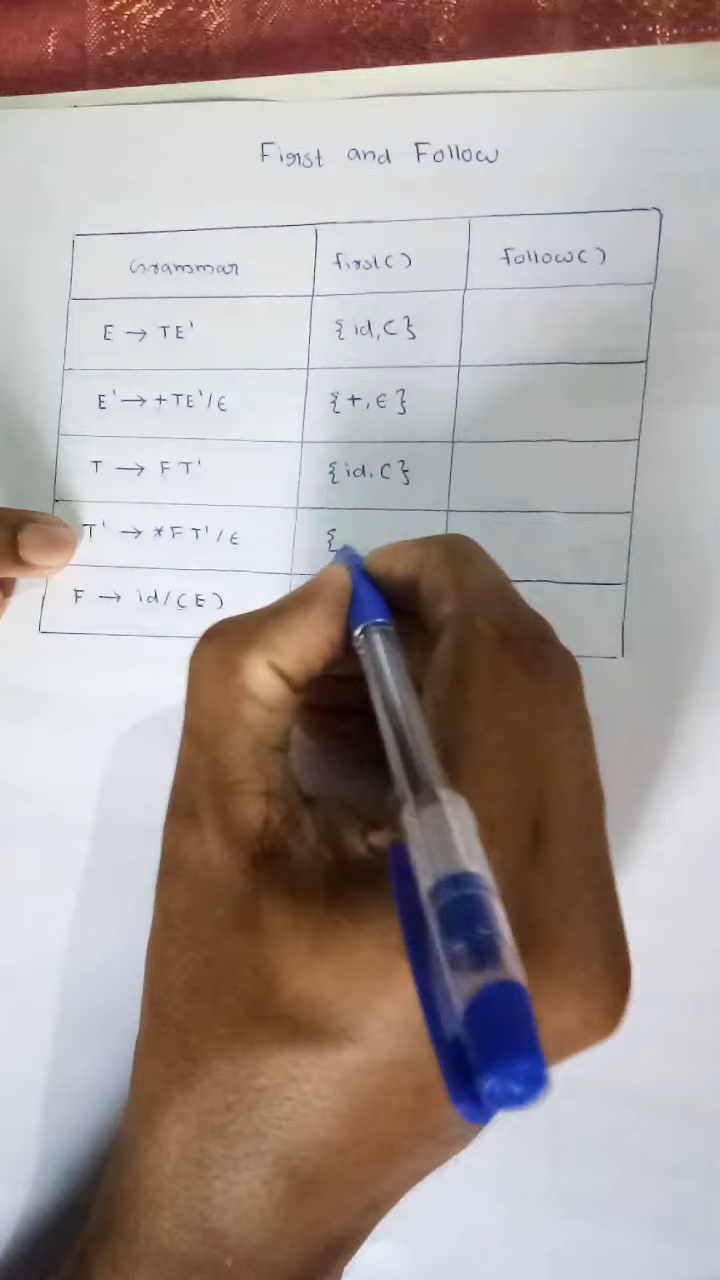 First and Follow
Grammar first() follow()
E → TE' {id, (}
E' → +TE'/ε {+, ε}
T → FT' {id, (}
T' → *FT'/ε {
F → id/(E)